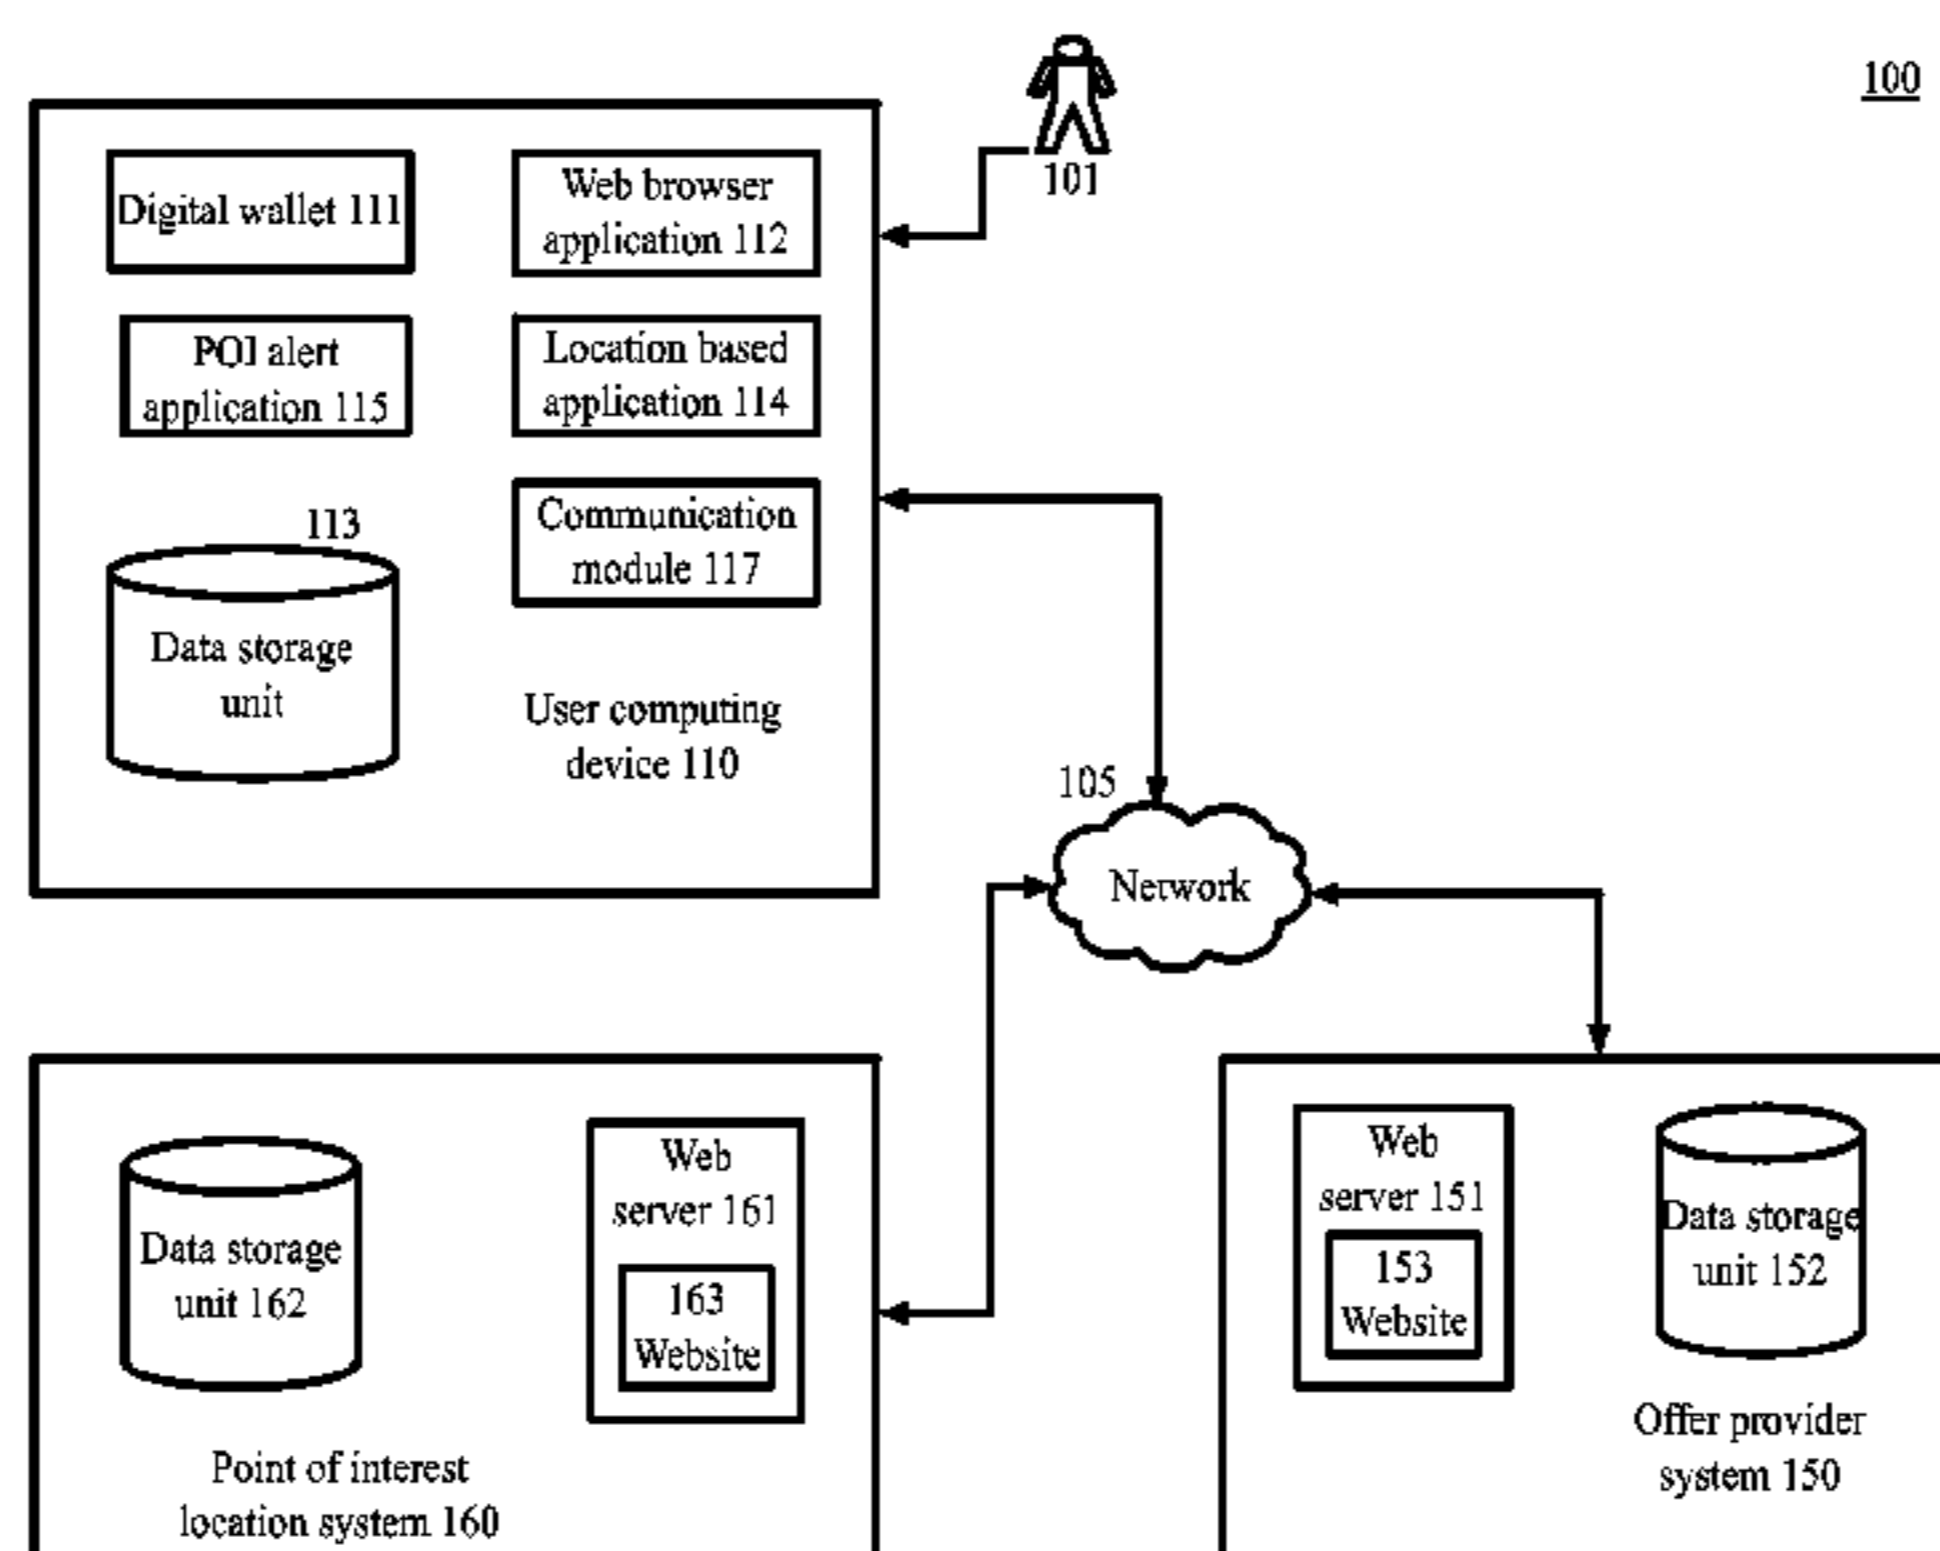 100
101
Digital wallet 111
Web browser
application 112
POI alert
application 115
Location based
application 114
113
Data storage
unit
Communication
module 117
User computing
device 110
105
Network
Data storage
unit 162
Web
server 161
163
Website
Point of interest
location system 160
Web
server 151
153
Website
Data storage
unit 152
Offer provider
system 150